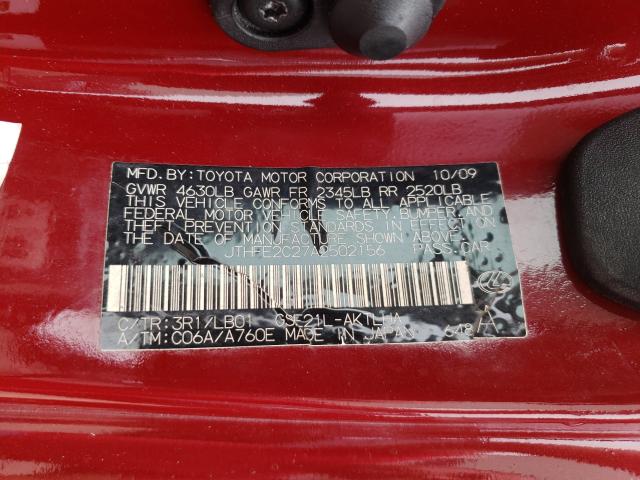 MFD. BY: TOYOTA MOTOR CORPORATION 10/09
GVWR 4630LB GAWR FR 2345LB RR 2520LB
THIS VEHICLE CONFORMS TO ALL APPLICABLE
FEDERAL MOTOR VEHICLE SAFETY, BUMPER, AND
THEFT PREVENTION STANDARDS IN EFFECT ON
THE DATE OF MANUFACTURE SHOWN ABOVE.
JTHFE2C27A2502156 PASS. CAR
C/TR: 3R1/LB01 GSE21L-AKTLHA
A/TM: C06A/A760E MADE IN JAPAN 648 A